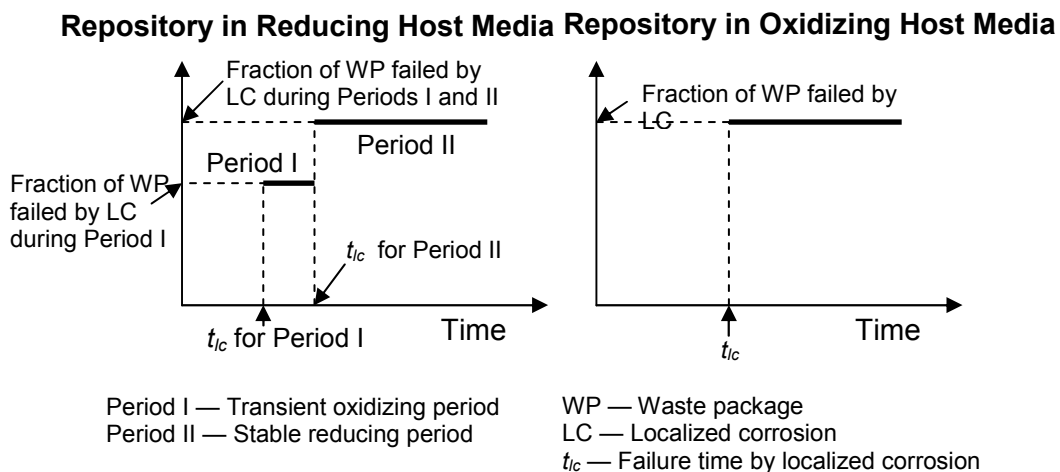 Repository in Reducing Host Media
Fraction of WP failed by
LC during Periods I and II
Period II
Period I
Fraction of WP
failed by LC
during Period I
tlc for Period II
tlc for Period I
Time
Repository in Oxidizing Host Media
Fraction of WP failed by
LC
Time
tlc
Period I — Transient oxidizing period
Period II — Stable reducing period
WP — Waste package
LC — Localized corrosion
tlc — Failure time by localized corrosion